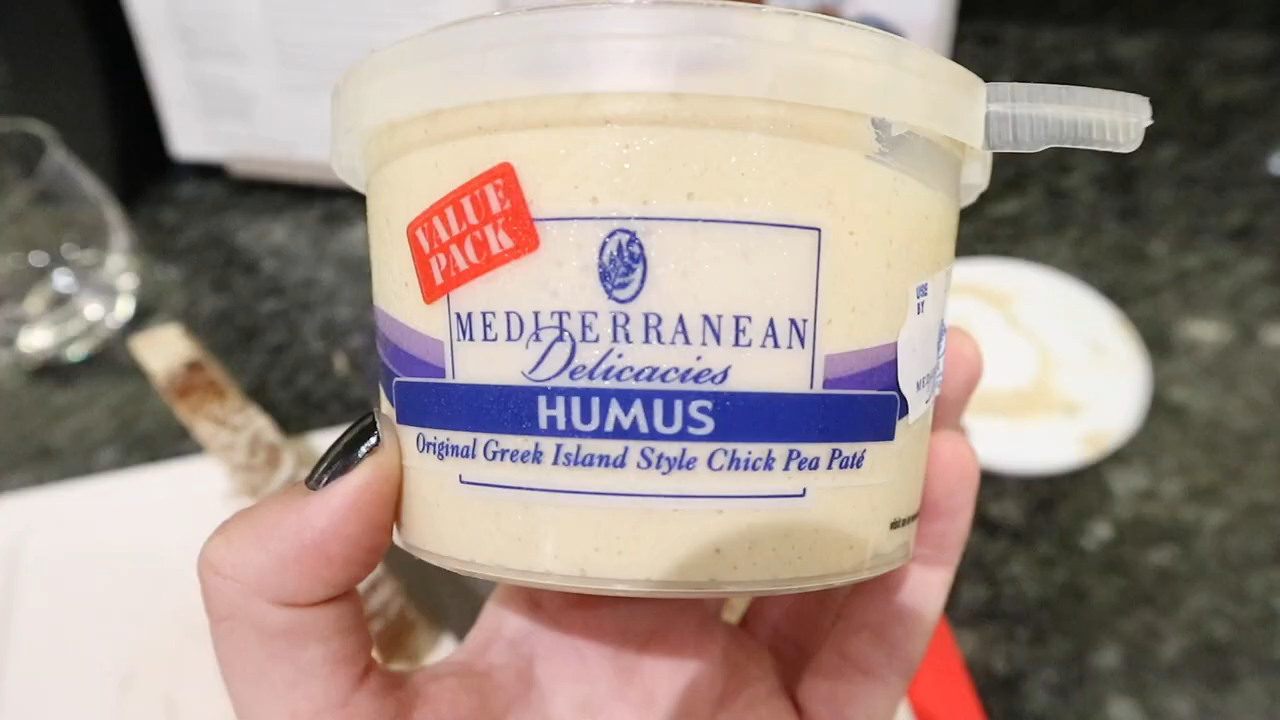 VALUE
PACK
MEDITERRANEAN
Delicacies
HUMUS
Original Greek Island Style Chick Pea Paté
USE
BY